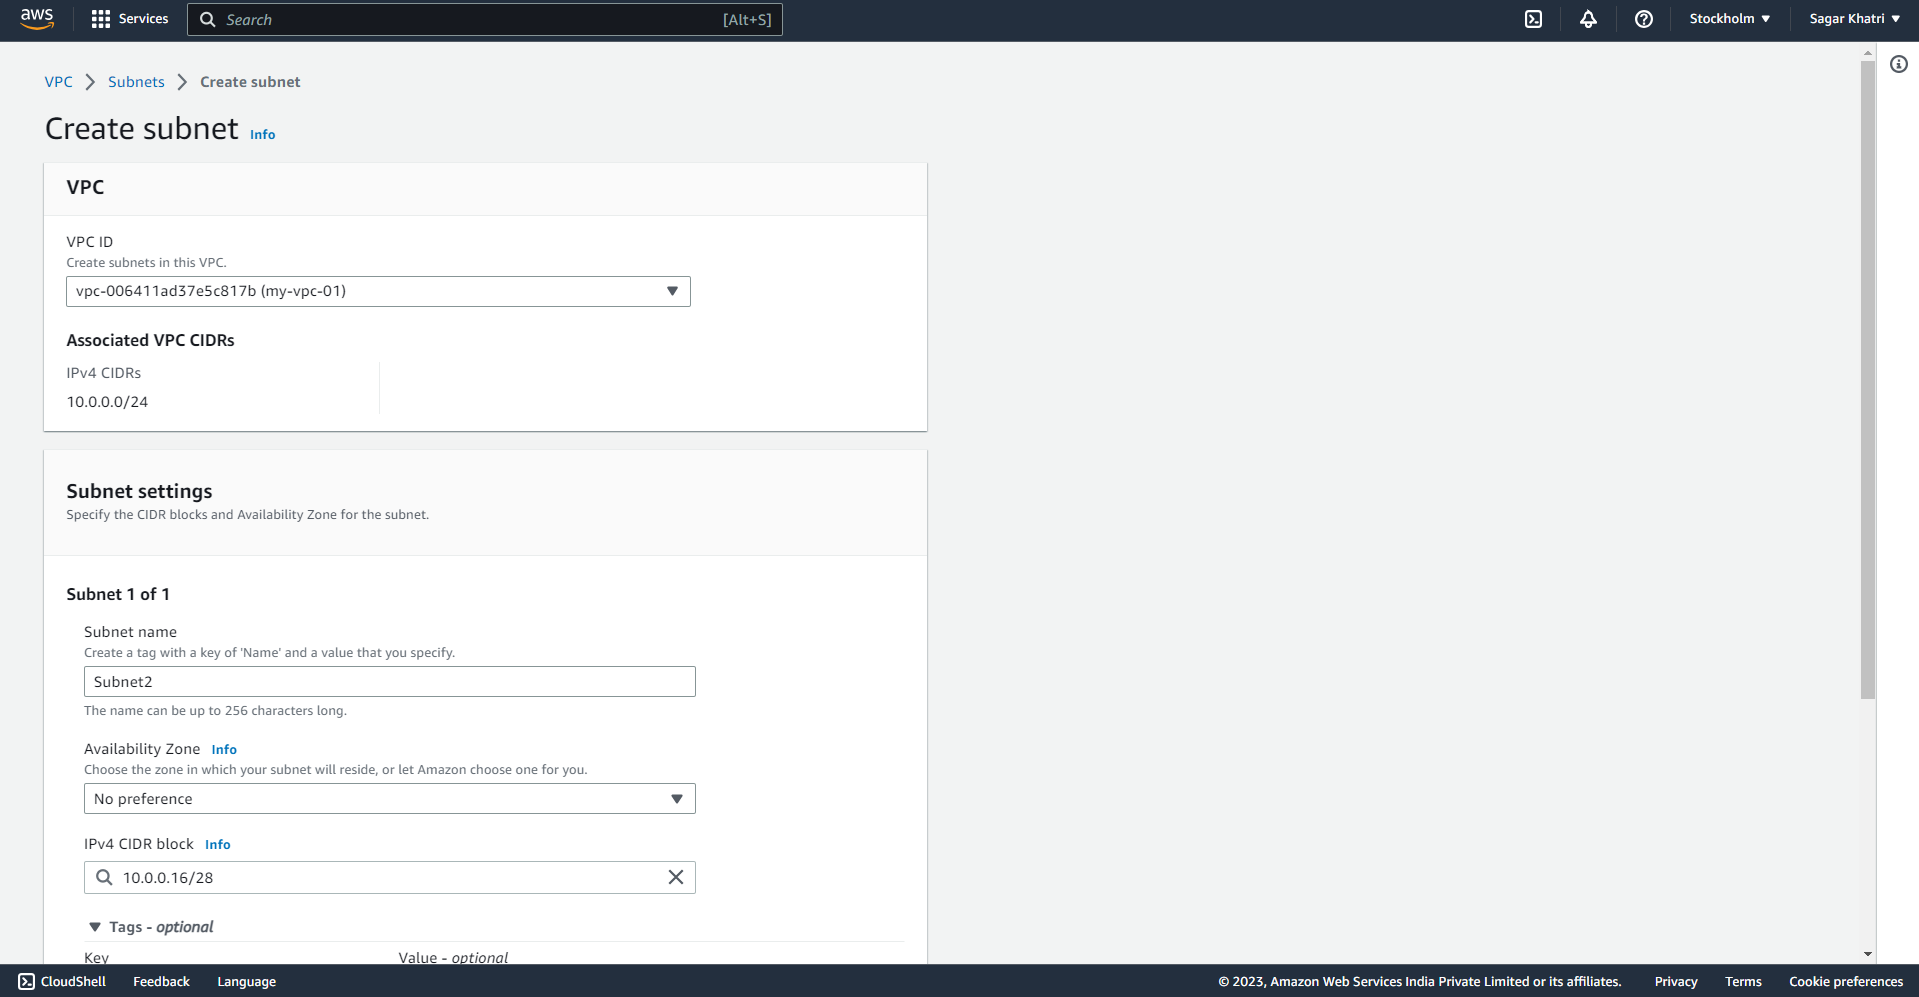 aws Services Search [Alt+S] Stockholm ▼ Sagar Khatri ▼
VPC > Subnets > Create subnet
Create subnet Info
VPC
VPC ID
Create subnets in this VPC.
vpc-006411ad37e5c817b (my-vpc-01)
Associated VPC CIDRs
IPv4 CIDRs
10.0.0.0/24
Subnet settings
Specify the CIDR blocks and Availability Zone for the subnet.
Subnet 1 of 1
Subnet name
Create a tag with a key of 'Name' and a value that you specify.
Subnet2
The name can be up to 256 characters long.
Availability Zone Info
Choose the zone in which your subnet will reside, or let Amazon choose one for you.
No preference
IPv4 CIDR block Info
10.0.0.16/28
▼ Tags - optional
Key Value - optional
CloudShell Feedback Language © 2023, Amazon Web Services India Private Limited or its affiliates. Privacy Terms Cookie preferences